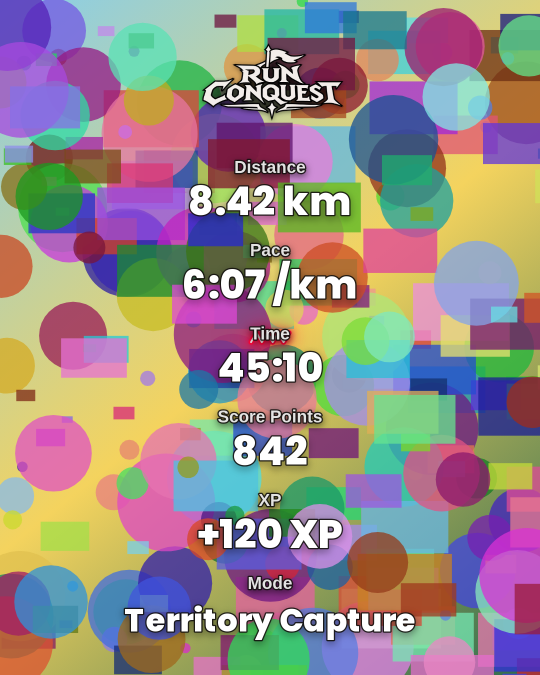 RUN
CONQUEST
Distance
8.42 km
Pace
6:07/km
Time
45:10
Score Points
842
XP
+120 XP
Mode
Territory Capture